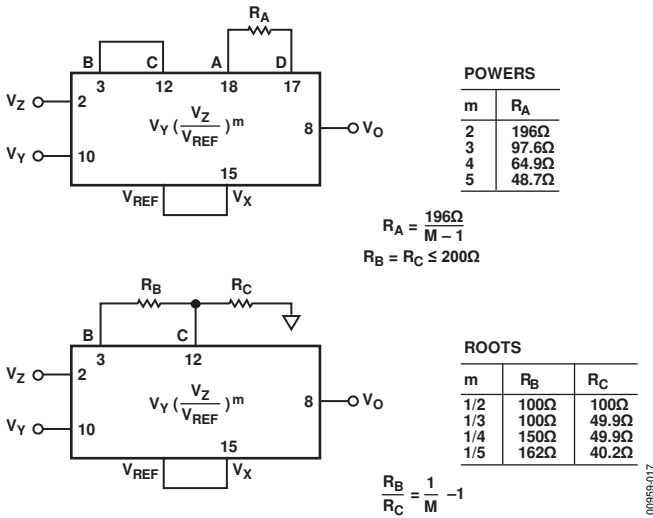 RA
B C A D
3 12 18 17
VZ 2
VY (VZ/VREF)m
8 VO
VY 10
15
VREF VX
POWERS
m RA
2 196Ω
3 97.6Ω
4 64.9Ω
5 48.7Ω
RA = 196Ω/M – 1
RB = RC ≤ 200Ω
RB RC
B C
3 12
VZ 2
VY (VZ/VREF)m
8 VO
VY 10
15
VREF VX
ROOTS
m RB RC
1/2 100Ω 100Ω
1/3 100Ω 49.9Ω
1/4 150Ω 49.9Ω
1/5 162Ω 40.2Ω
RB/RC = 1/M –1
00959-017